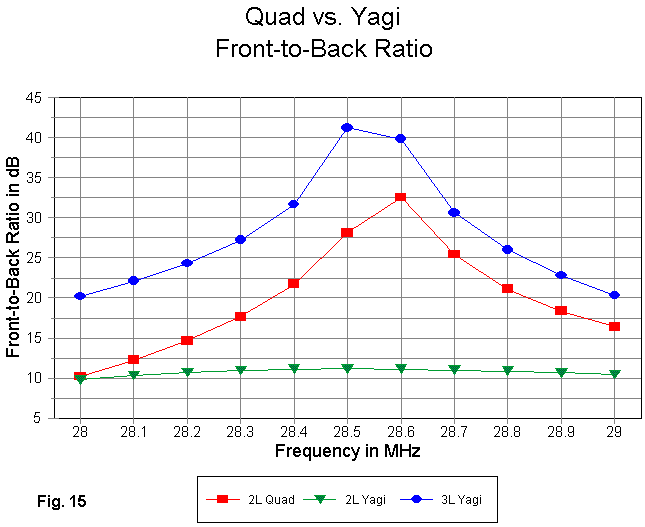 Quad vs. Yagi
Front-to-Back Ratio
Front-to-Back Ratio in dB
45
40
35
30
25
20
15
10
5
28 28.1 28.2 28.3 28.4 28.5 28.6 28.7 28.8 28.9 29
Frequency in MHz
Fig. 15
2L Quad 2L Yagi 3L Yagi